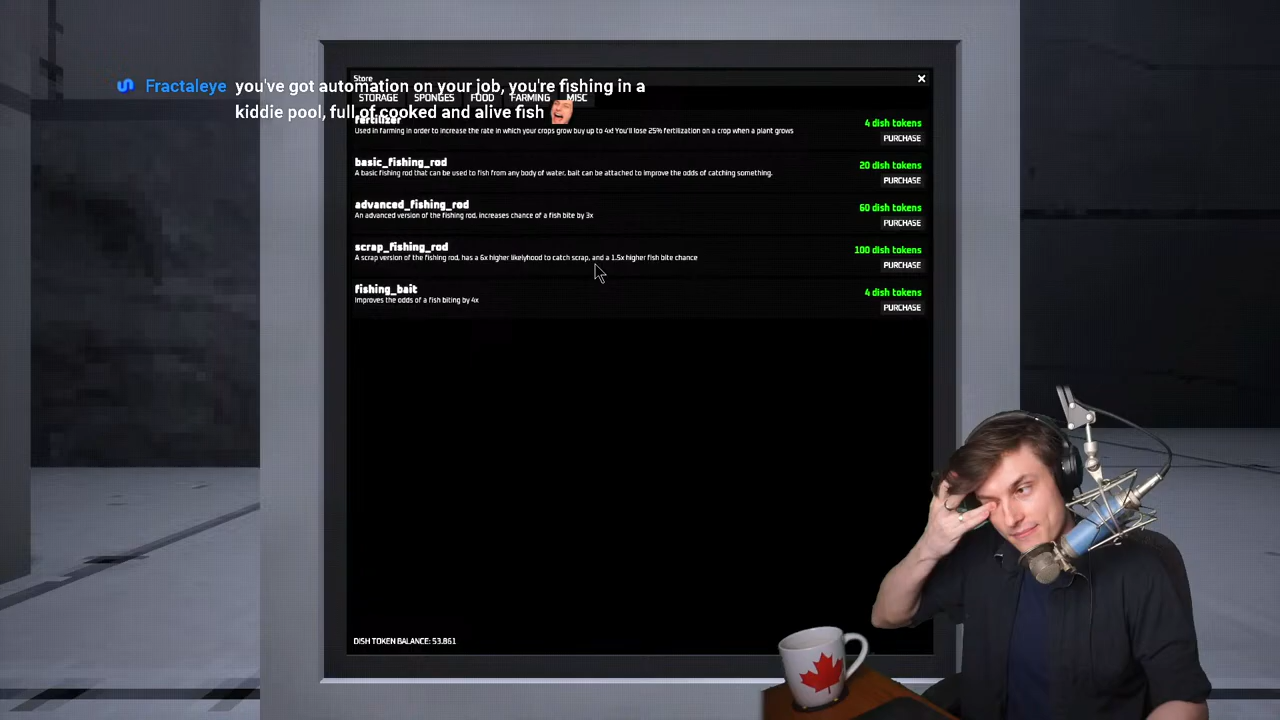 Store
Fractaleye you've got automation on your job, you're fishing in a
kiddie pool, full of cooked and alive fish
STORAGE SPONGES FOOD FARMING MISC
fertilizer
Used in farming in order to increase the rate in which your crops grow buy up to 4x! You'll lose 25% fertilization on a crop when a plant grows
4 dish tokens
PURCHASE
basic_fishing_rod
A basic fishing rod that can be used to fish from any body of water, bait can be attached to improve the odds of catching something.
20 dish tokens
PURCHASE
advanced_fishing_rod
An advanced version of the fishing rod, increases chance of a fish bite by 3x
60 dish tokens
PURCHASE
scrap_fishing_rod
A scrap version of the fishing rod, has a 6x higher likelyhood to catch scrap, and a 1.5x higher fish bite chance
100 dish tokens
PURCHASE
fishing_bait
Improves the odds of a fish biting by 4x
4 dish tokens
PURCHASE
DISH TOKEN BALANCE: 53.861